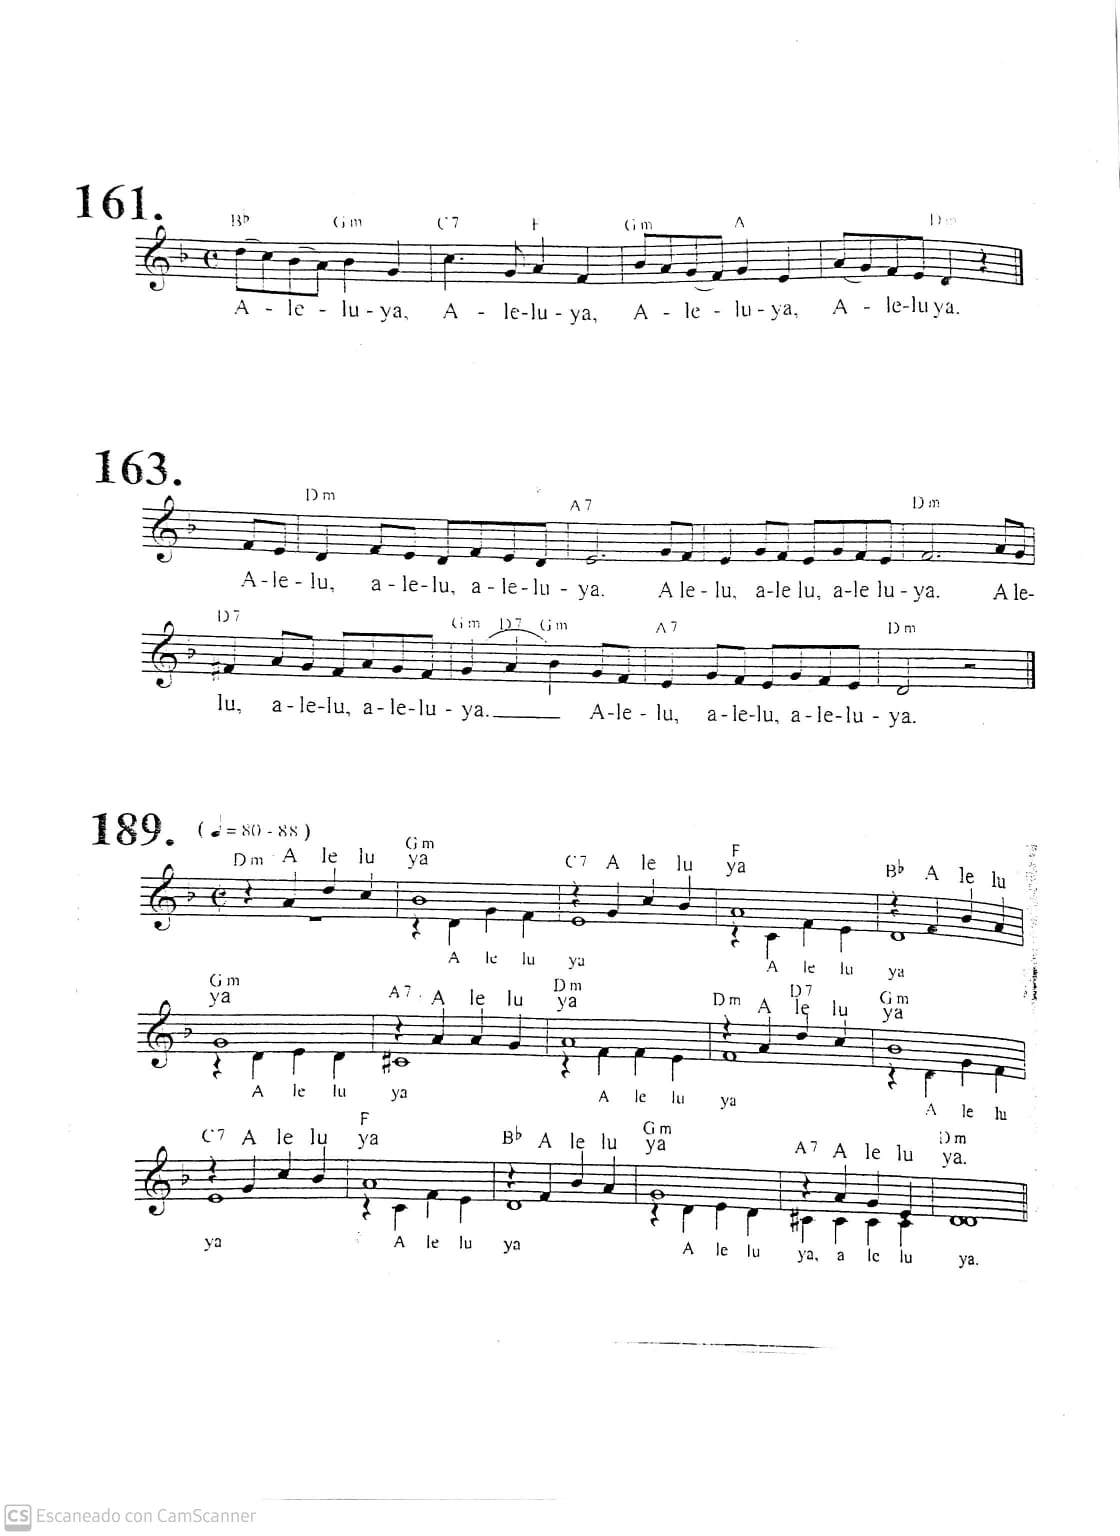 161.
B♭ Gm C7 F Gm A Dm
A - le - lu - ya, A - le-lu - ya, A - le - lu - ya, A - le-lu ya.
163.
Dm A7 Dm
A-le-lu, a-le-lu, a-le-lu - ya. A le-lu, a-le lu, a-le lu - ya. A le-
D7 Gm D7 Gm A7 Dm
lu, a-le-lu, a-le-lu - ya. A-le-lu, a-le-lu, a-le-lu - ya.
189. (♩= 80 - 88)
Dm A le lu Gm ya C7 A le lu F ya B♭ A le lu
A le lu ya A le lu ya
Gm ya A7 A le lu Dm ya Dm A D7 le lu Gm ya
A le lu ya A le lu ya A le lu
C7 A le lu F ya B♭ A le lu Gm ya A7 A le lu Dm ya.
ya A le lu ya A le lu ya, a le lu ya.
CS Escaneado con CamScanner